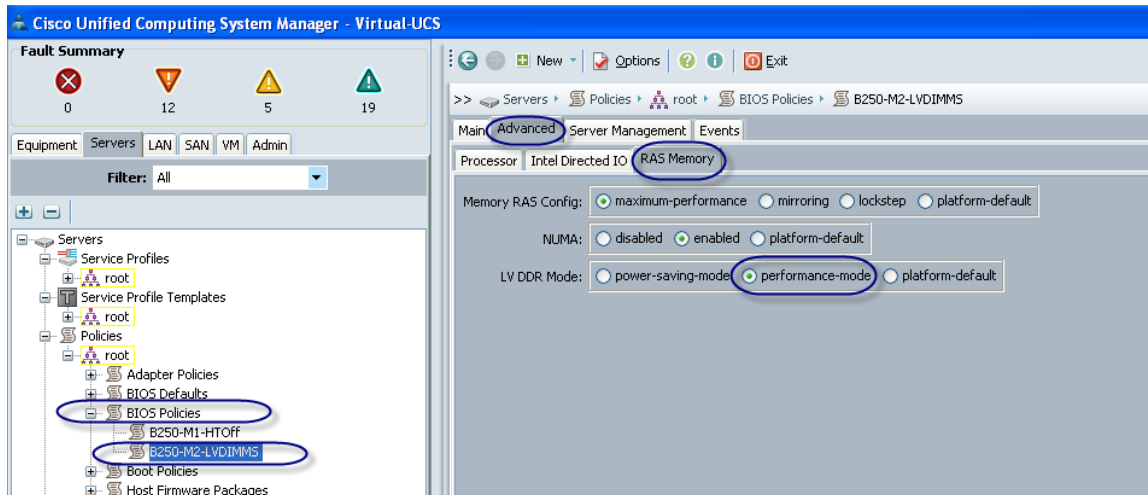 Cisco Unified Computing System Manager - Virtual-UCS
Fault Summary
0 12 5 19
Equipment Servers LAN SAN VM Admin
Filter: All
Servers
Service Profiles
root
Service Profile Templates
root
Policies
root
Adapter Policies
BIOS Defaults
BIOS Policies
B250-M1-HTOff
B250-M2-LVDIMMS
Boot Policies
Host Firmware Packages
New Options Exit
>> Servers Policies root BIOS Policies B250-M2-LVDIMMS
Main Advanced Server Management Events
Processor Intel Directed IO RAS Memory
Memory RAS Config: maximum-performance mirroring lockstep platform-default
NUMA: disabled enabled platform-default
LV DDR Mode: power-saving-mode performance-mode platform-default